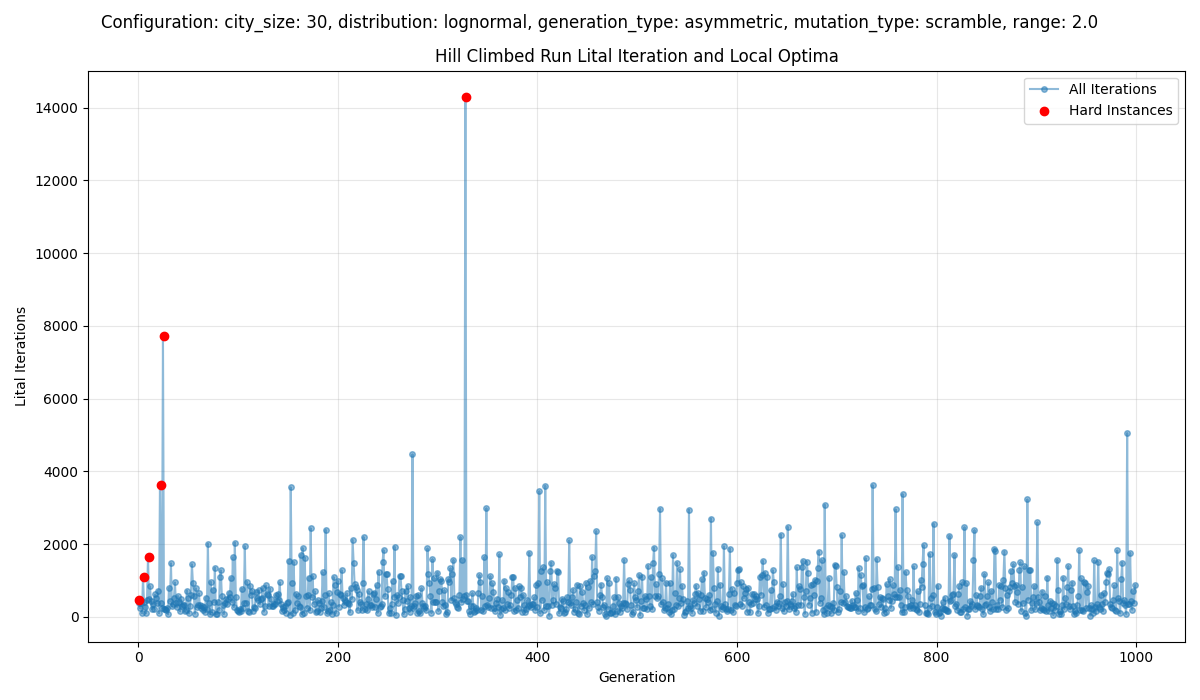 Configuration: city_size: 30, distribution: lognormal, generation_type: asymmetric, mutation_type: scramble, range: 2.0
Hill Climbed Run Lital Iteration and Local Optima
All Iterations
Hard Instances
Lital Iterations
14000
12000
10000
8000
6000
4000
2000
0
0 200 400 600 800 1000
Generation